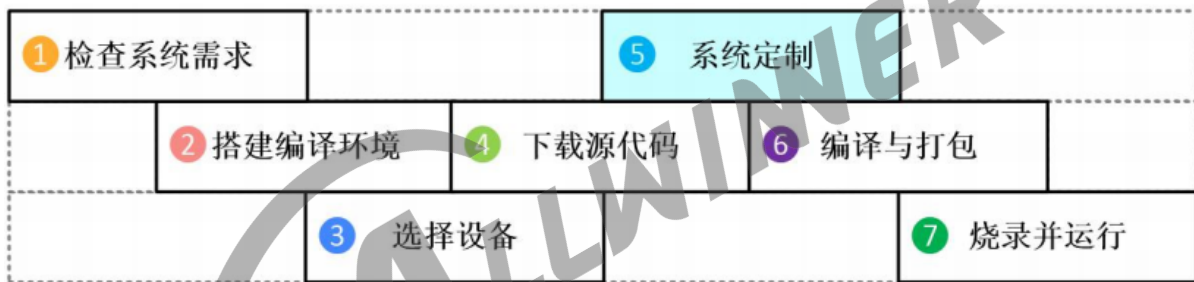 1 检查系统需求
5 系统定制
2 搭建编译环境
4 下载源代码
6 编译与打包
3 选择设备
7 烧录并运行
ALLWINNER